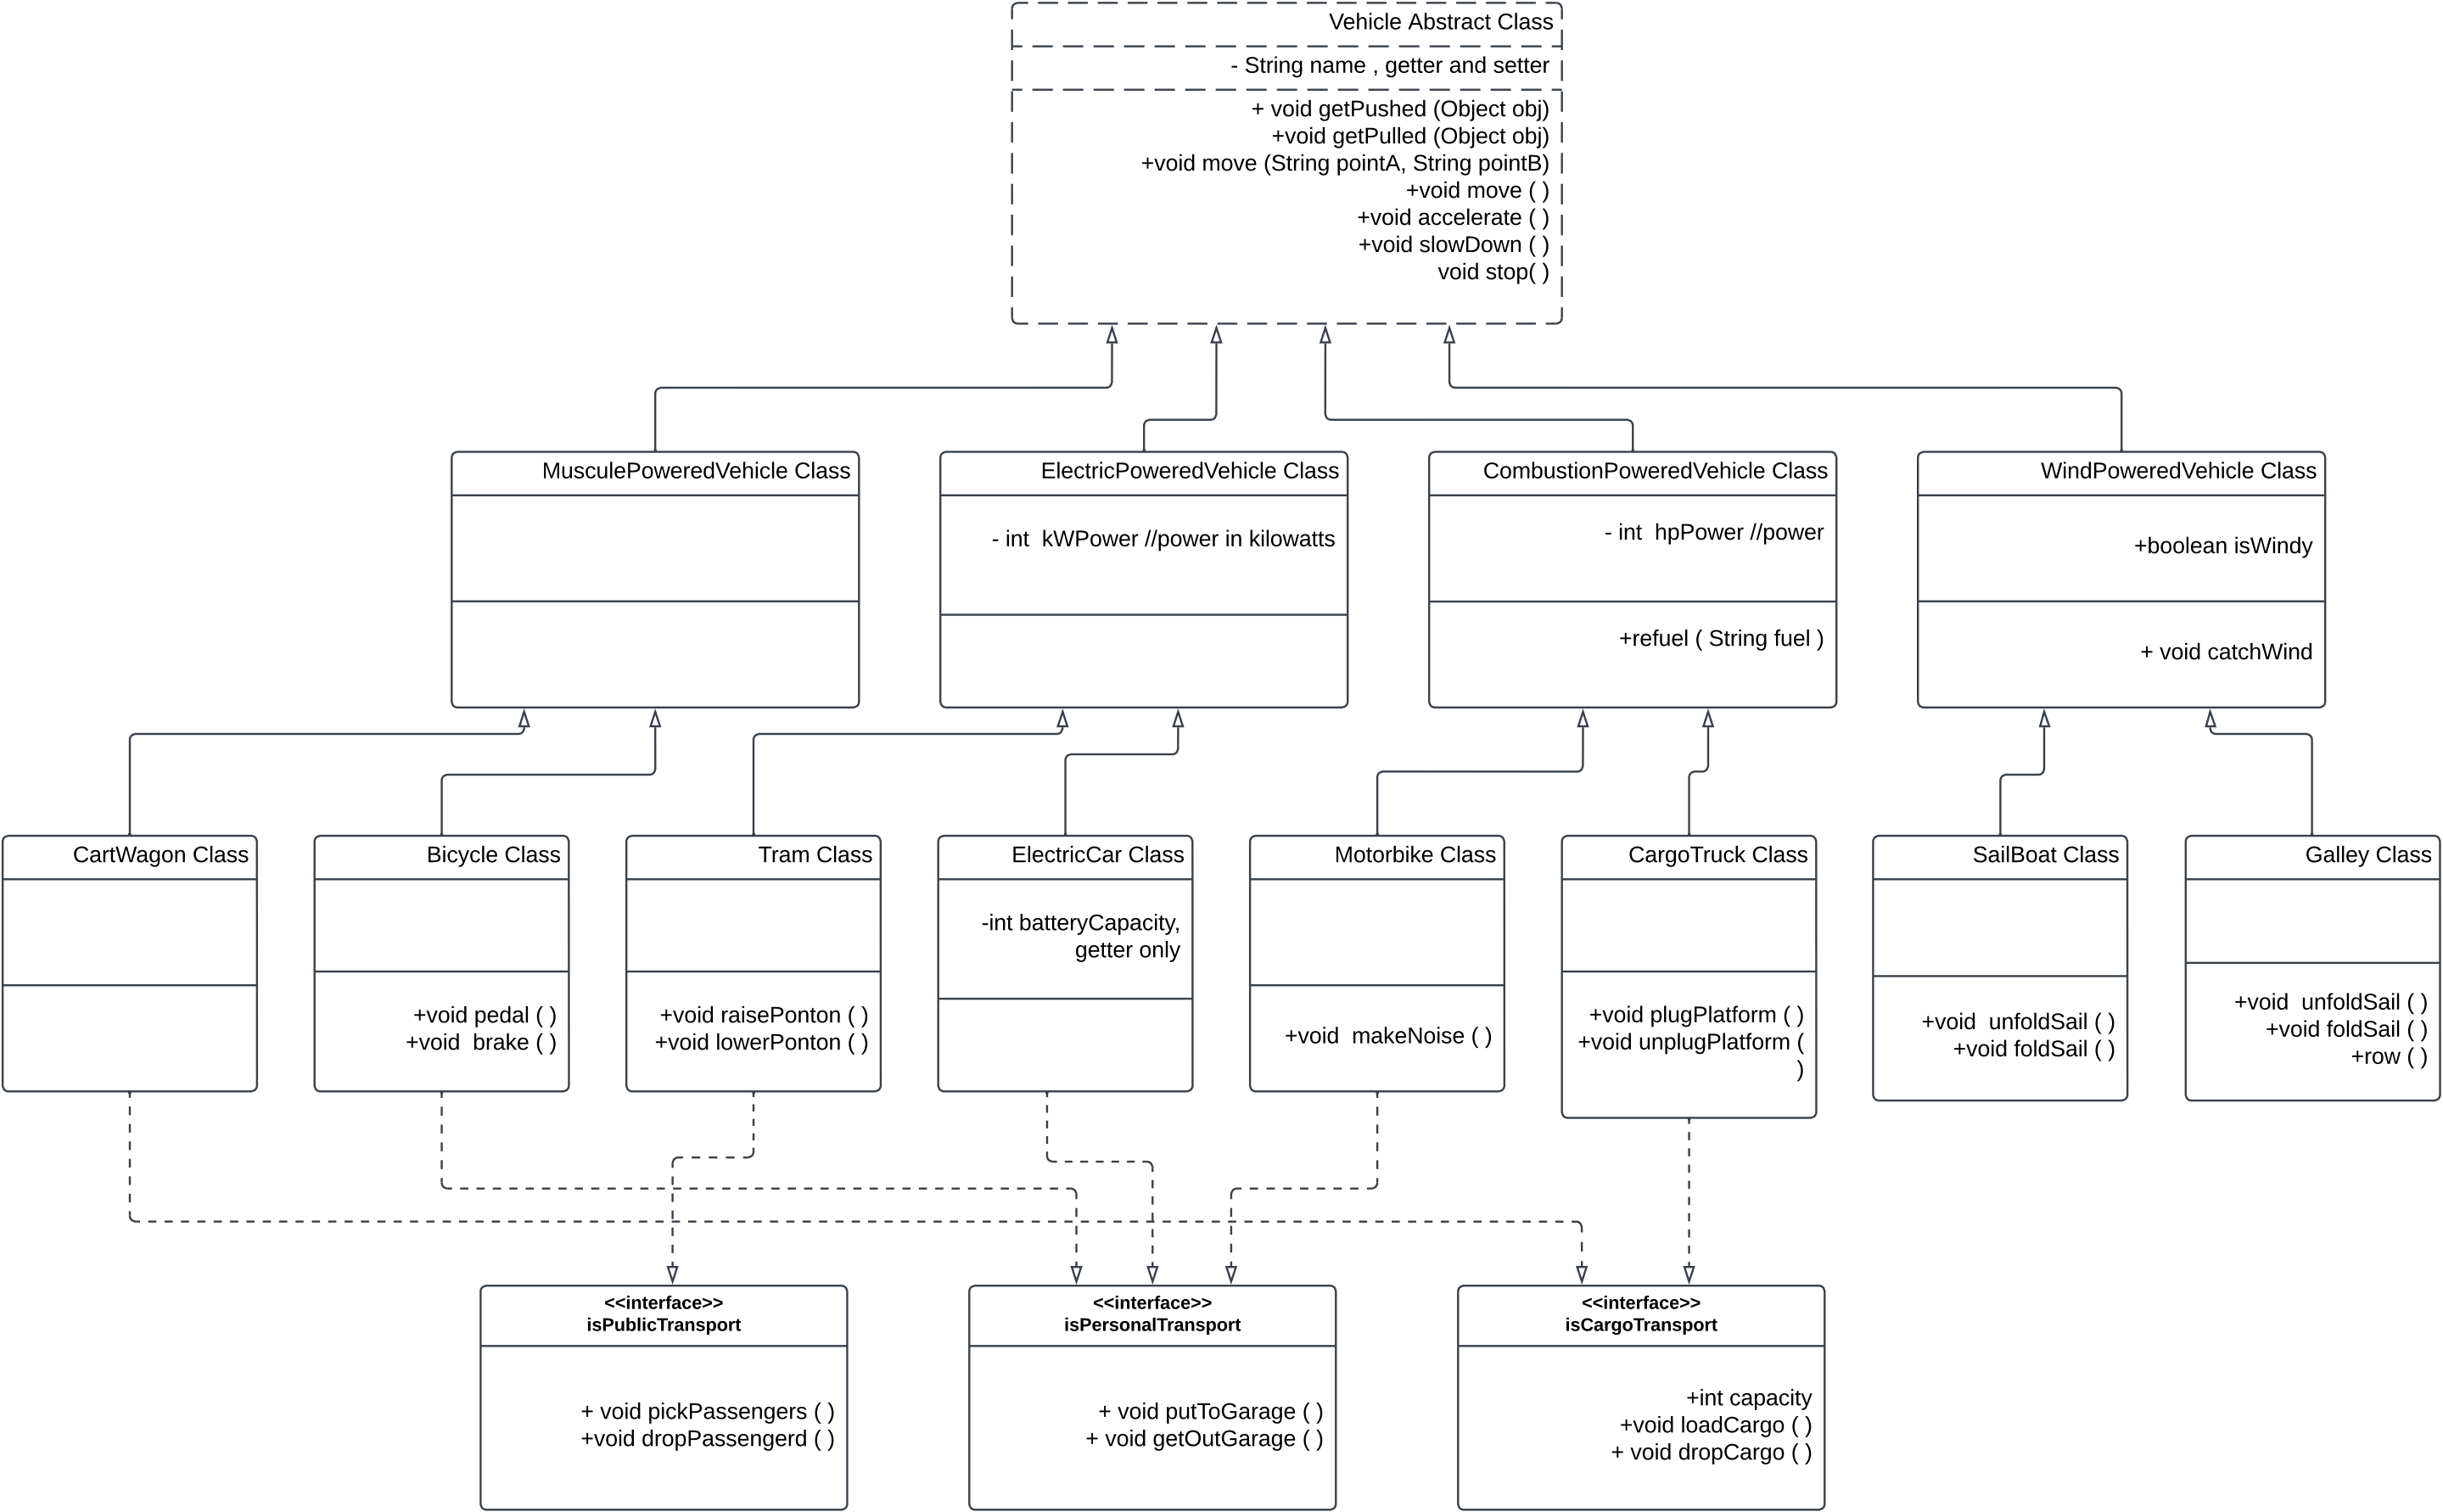 Vehicle Abstract Class
- String name , getter and setter
+ void getPushed (Object obj)
+void getPulled (Object obj)
+void move (String pointA, String pointB)
+void move ( )
+void accelerate ( )
+void slowDown ( )
void stop( )
MusculePoweredVehicle Class
ElectricPoweredVehicle Class
- int  kWPower //power in kilowatts
CombustionPoweredVehicle Class
- int  hpPower //power
+refuel ( String fuel )
WindPoweredVehicle Class
+boolean isWindy
+ void catchWind
CartWagon Class
Bicycle Class
+void pedal ( )
+void  brake ( )
Tram Class
+void raisePonton ( )
+void lowerPonton ( )
ElectricCar Class
-int batteryCapacity,
getter only
Motorbike Class
+void  makeNoise ( )
CargoTruck Class
+void plugPlatform ( )
+void unplugPlatform (
)
SailBoat Class
+void  unfoldSail ( )
+void foldSail ( )
Galley Class
+void  unfoldSail ( )
+void foldSail ( )
+row ( )
<<interface>>
isPublicTransport
+ void pickPassengers ( )
+void dropPassengerd ( )
<<interface>>
isPersonalTransport
+ void putToGarage ( )
+ void getOutGarage ( )
<<interface>>
isCargoTransport
+int capacity
+void loadCargo ( )
+ void dropCargo ( )